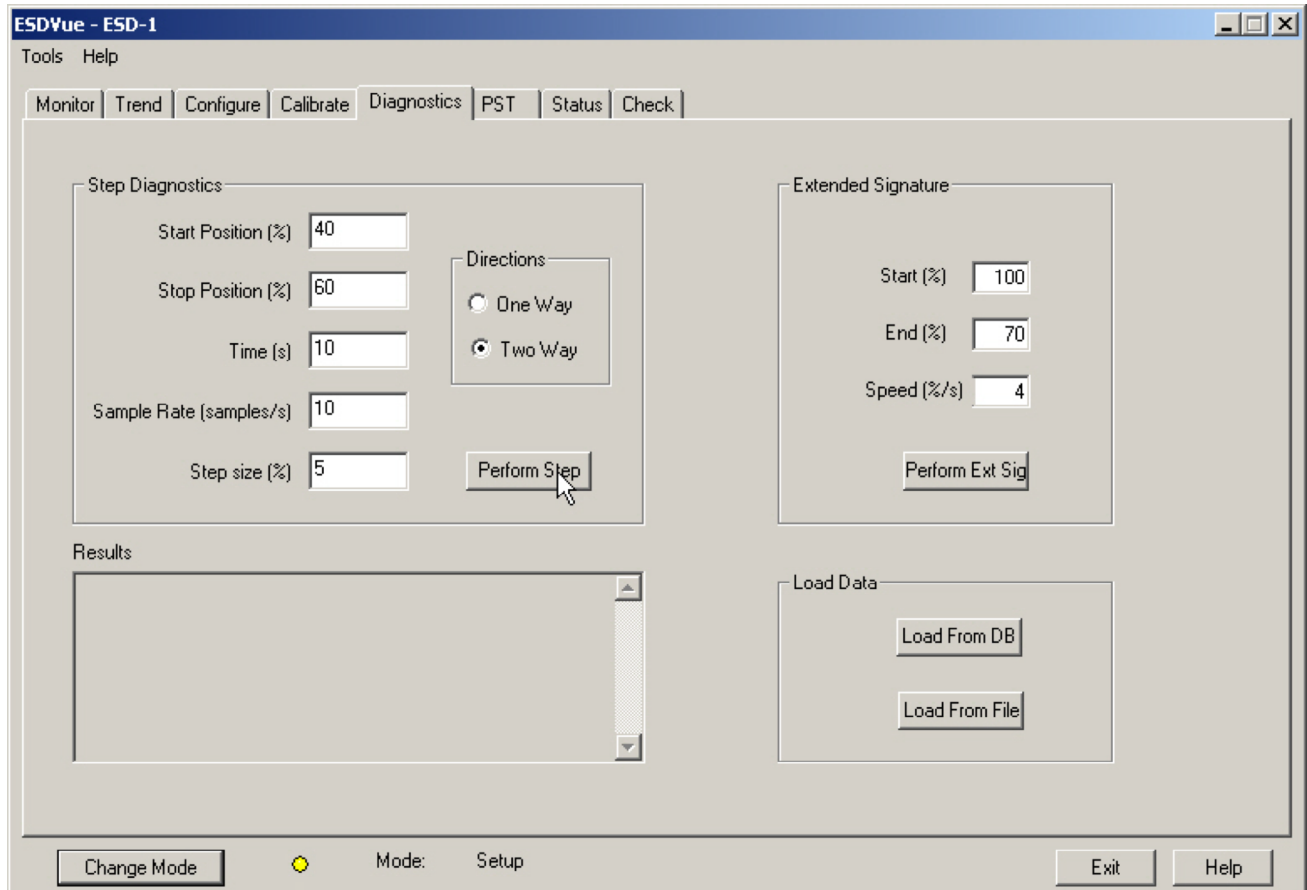 ESDVue - ESD-1
Tools Help
Monitor Trend Configure Calibrate Diagnostics PST Status Check
Step Diagnostics
Start Position (%) 40
Stop Position (%) 60
Time (s) 10
Sample Rate (samples/s) 10
Step size (%) 5
Directions
One Way
Two Way
Perform Step
Extended Signature
Start (%) 100
End (%) 70
Speed (%/s) 4
Perform Ext Sig
Results
Load Data
Load From DB
Load From File
Change Mode Mode: Setup Exit Help